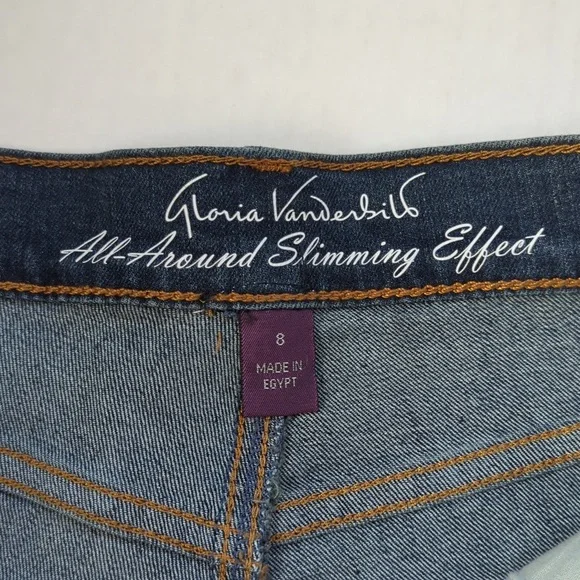 Gloria Vanderbilt
All-Around Slimming Effect
8
MADE IN
EGYPT